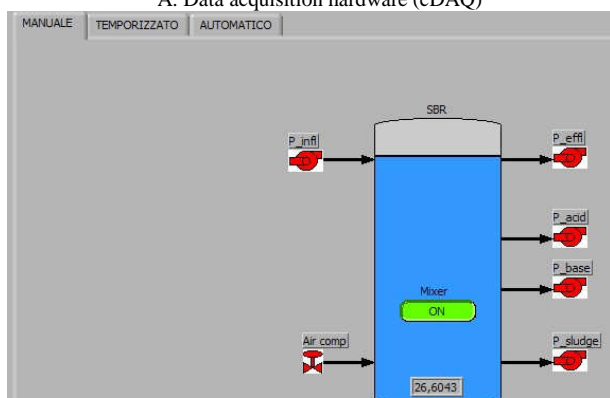 A. Data acquisition hardware (cDAQ)
MANUALE TEMPORIZZATO AUTOMATICO
SBR
P_infl
P_effl
P_acid
P_base
Mixer
ON
Air comp
P_sludge
26,6043